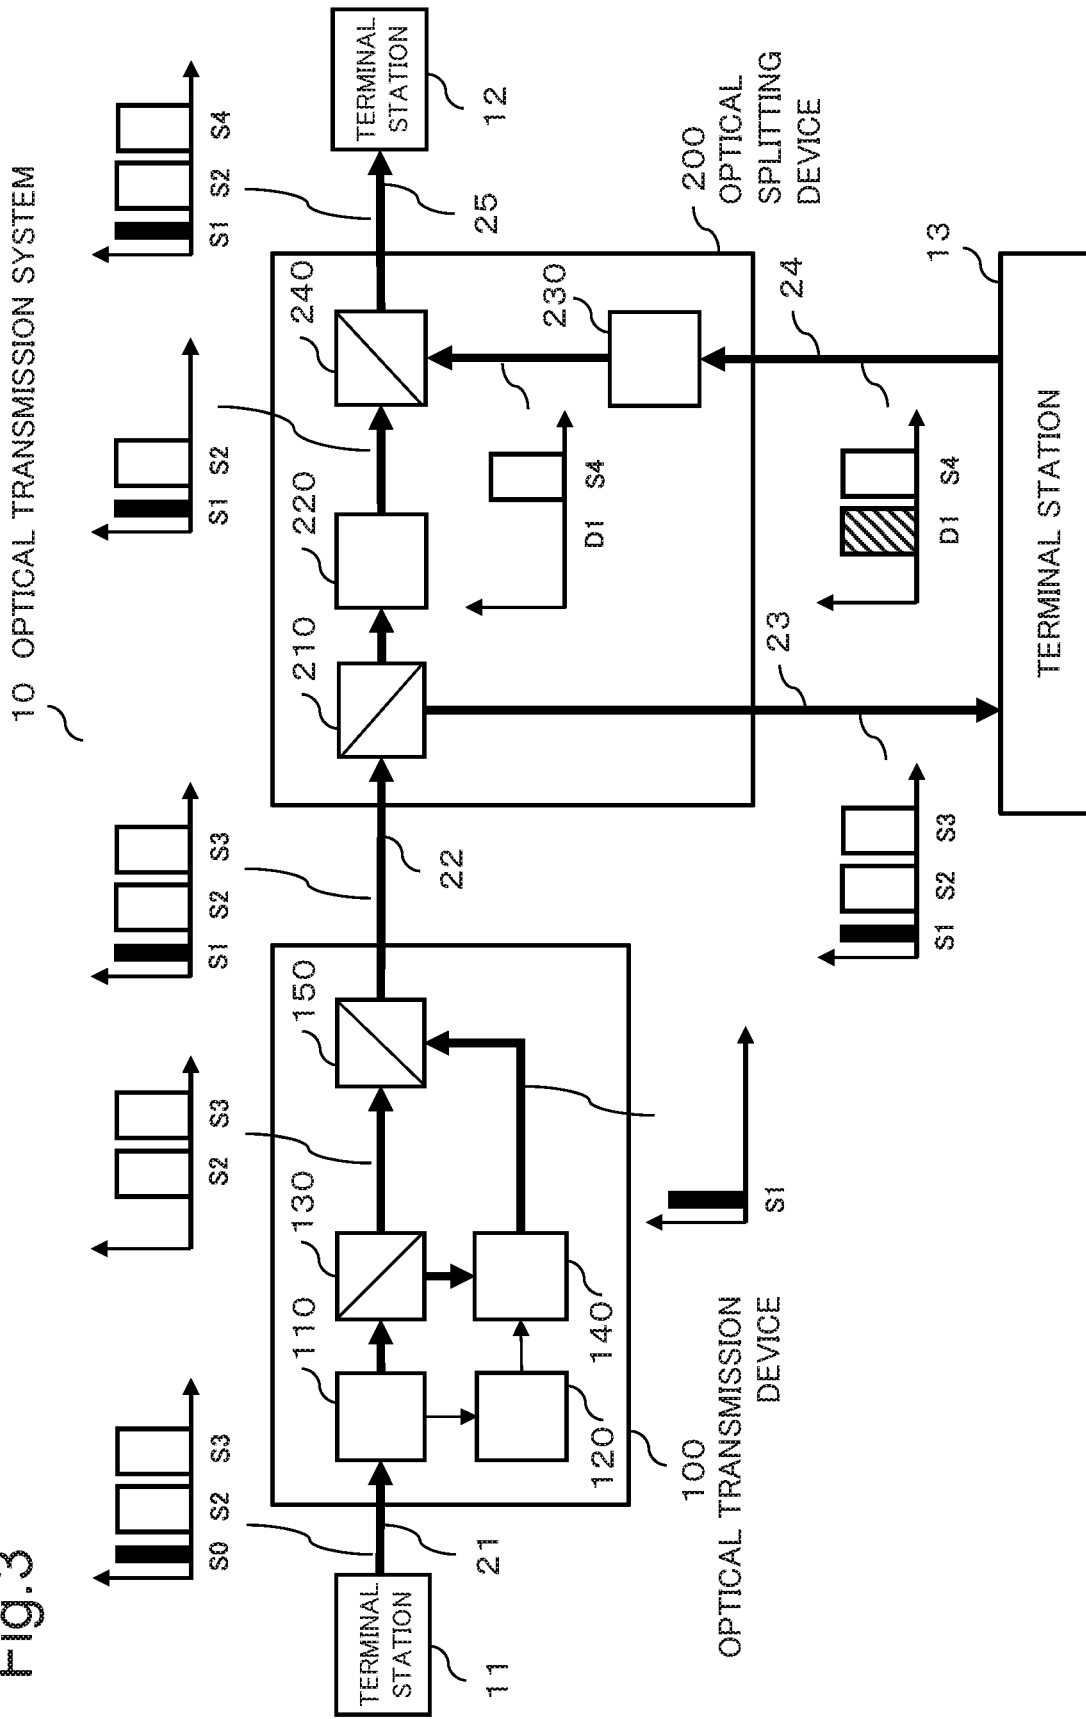 Fig.3
10 OPTICAL TRANSMISSION SYSTEM
S0 S2 S3
S2 S3
S1 S2 S3
S1 S2
S1 S2 S4
TERMINAL
STATION
11
21
110
130
150
120
140
22
210
220
240
230
25
TERMINAL
STATION
12
100
OPTICAL TRANSMISSION
DEVICE
S1
D1 S4
200
OPTICAL
SPLITTING
DEVICE
S1 S2 S3
23
D1 S4
24
13
TERMINAL STATION